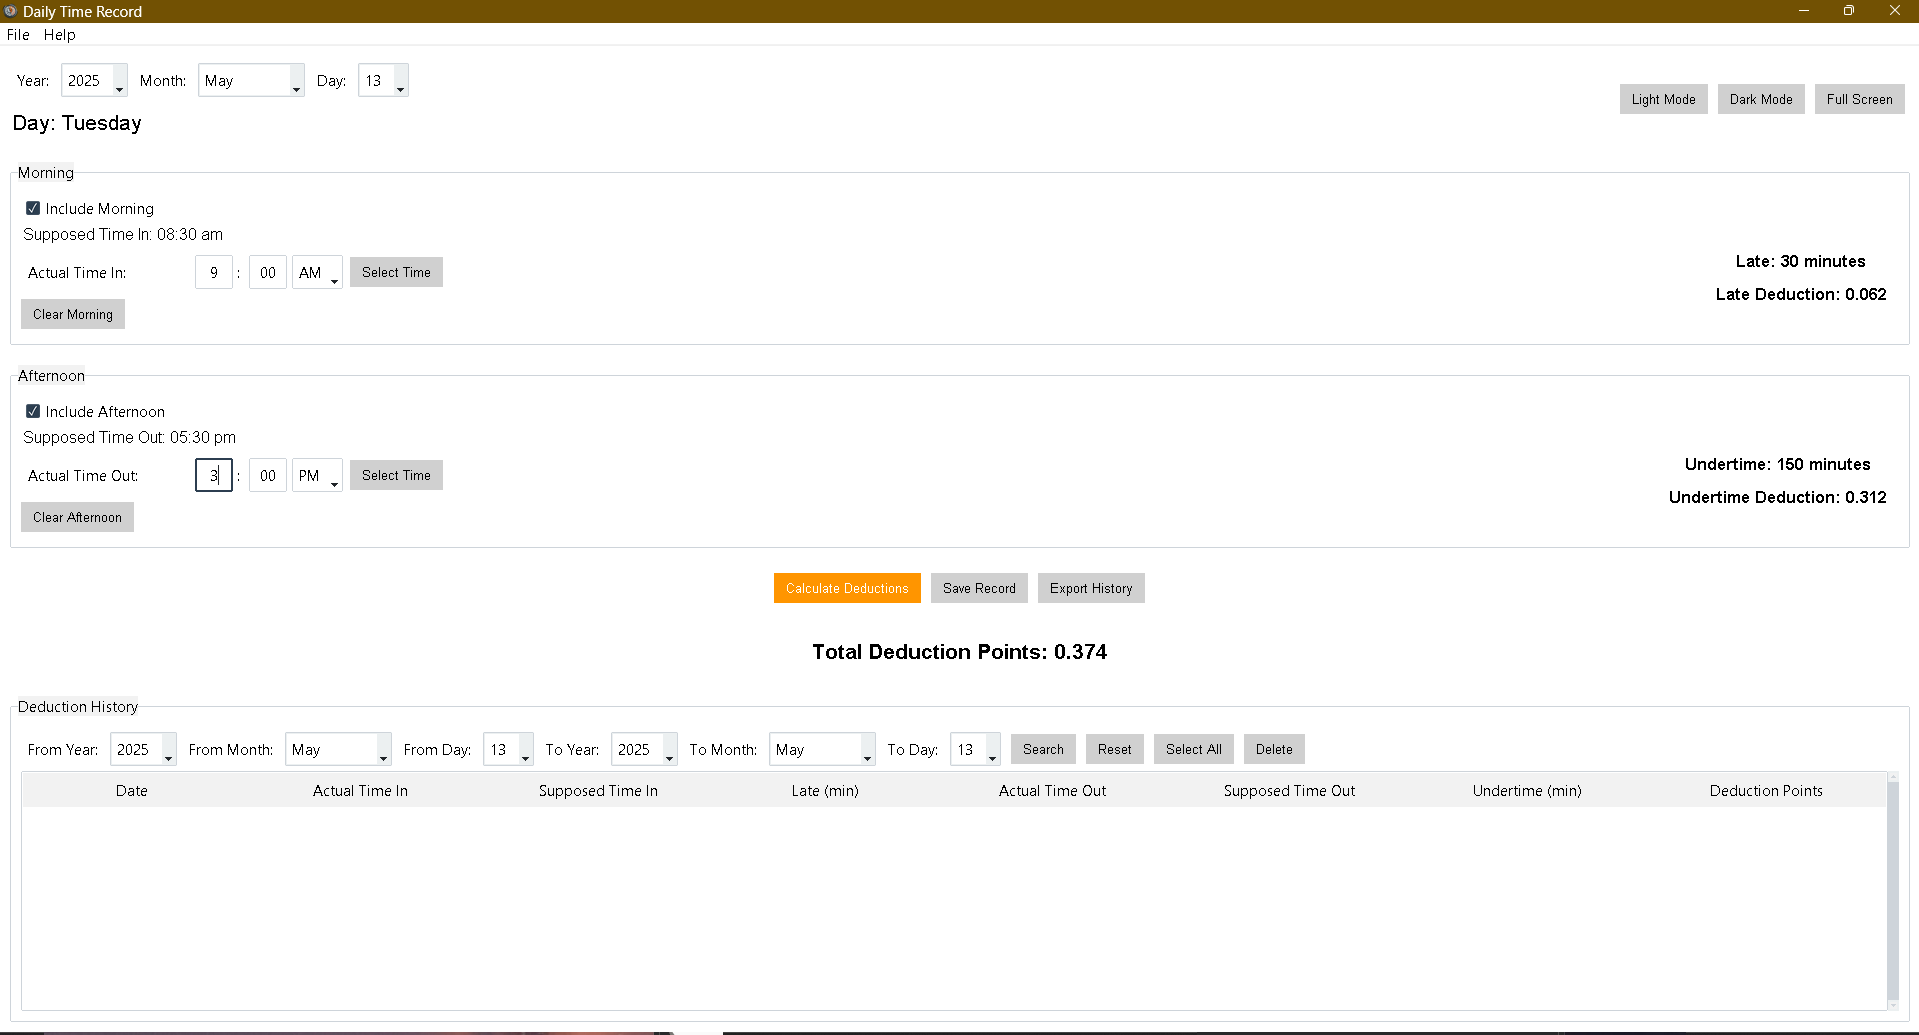 Daily Time Record
File Help
Year: 2025 Month: May Day: 13
Light Mode Dark Mode Full Screen
Day: Tuesday
Morning
Include Morning
Supposed Time In: 08:30 am
Actual Time In: 9 : 00 AM Select Time
Late: 30 minutes
Late Deduction: 0.062
Clear Morning
Afternoon
Include Afternoon
Supposed Time Out: 05:30 pm
Actual Time Out: 3 : 00 PM Select Time
Undertime: 150 minutes
Undertime Deduction: 0.312
Clear Afternoon
Calculate Deductions Save Record Export History
Total Deduction Points: 0.374
Deduction History
From Year: 2025 From Month: May From Day: 13 To Year: 2025 To Month: May To Day: 13 Search Reset Select All Delete
Date Actual Time In Supposed Time In Late (min) Actual Time Out Supposed Time Out Undertime (min) Deduction Points